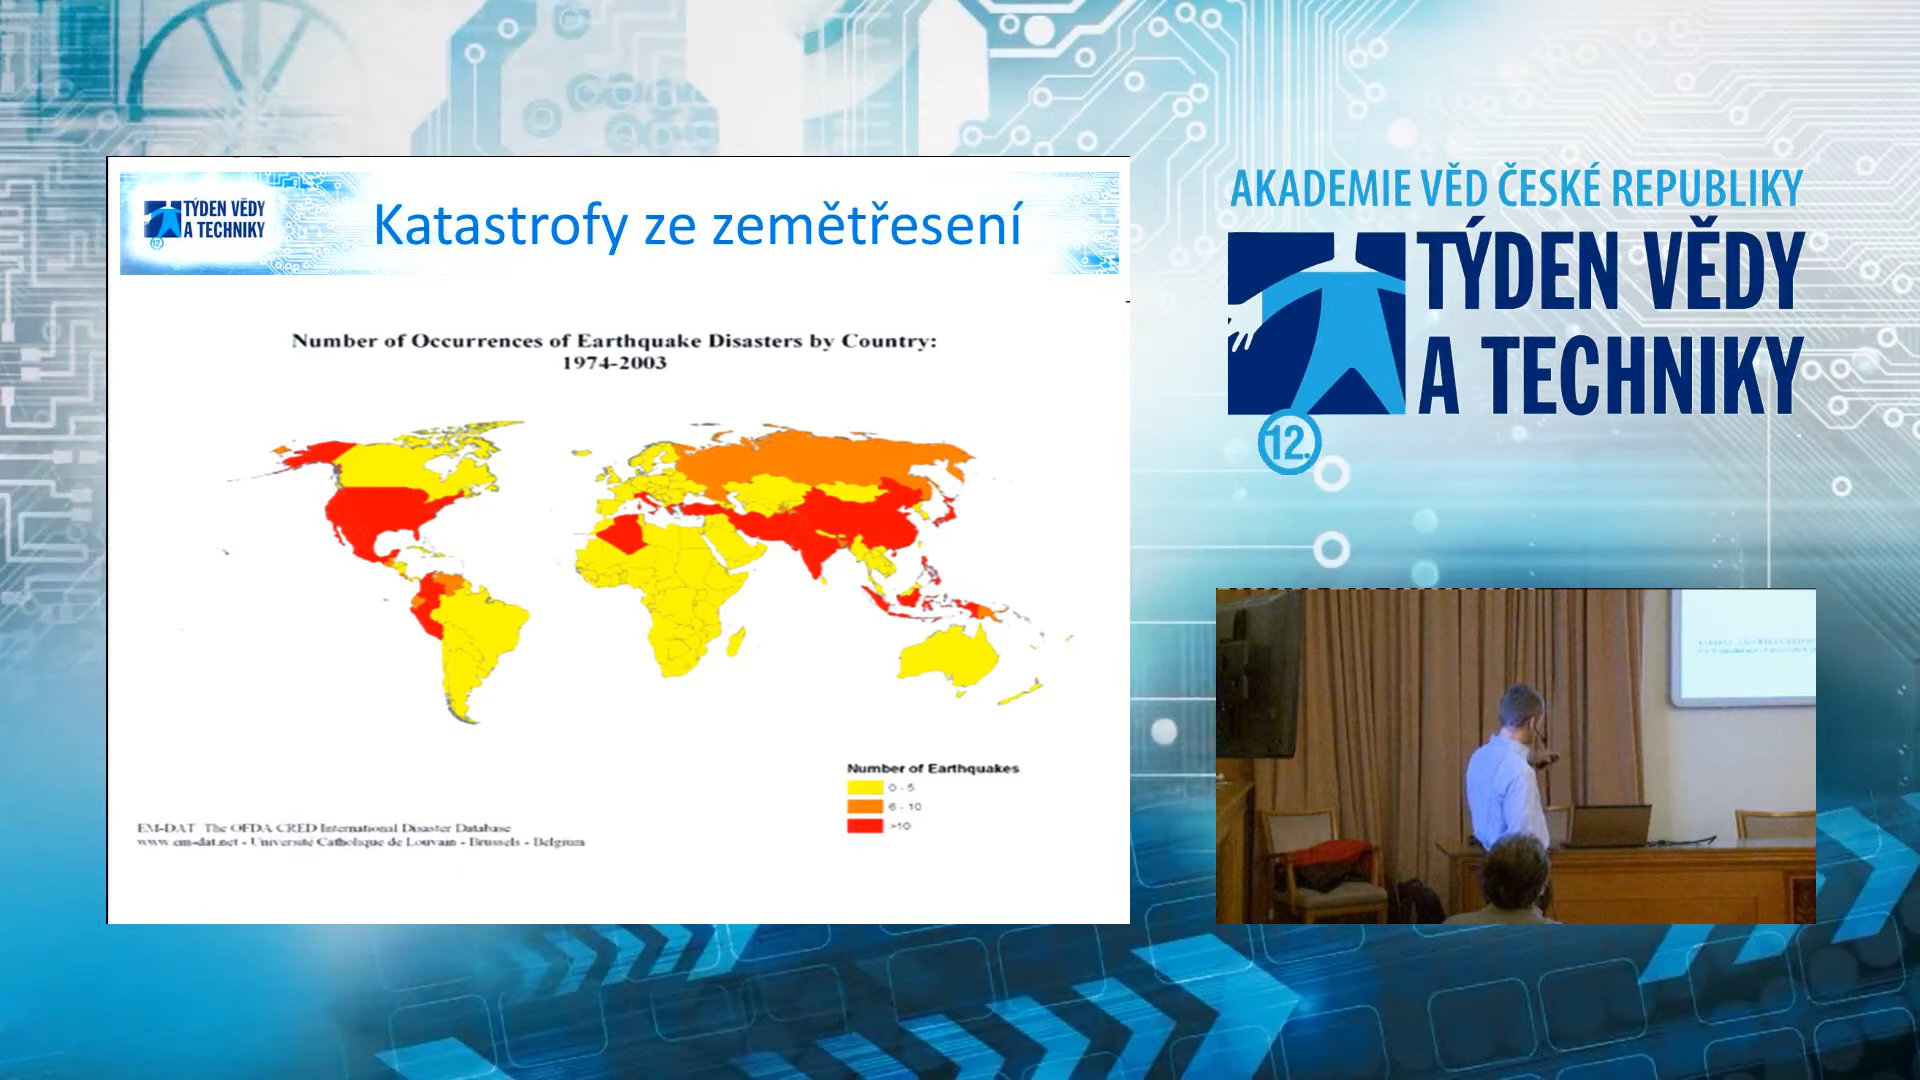 TÝDEN VĚDY
A TECHNIKY
12.
Katastrofy ze zemětřesení
Number of Occurrences of Earthquake Disasters by Country:
1974-2003
Number of Earthquakes
0 - 5
6 - 10
>10
EM-DAT The OFDA/CRED International Disaster Database
www.em-dat.net - Université Catholique de Louvain - Brussels - Belgium
AKADEMIE VĚD ČESKÉ REPUBLIKY
TÝDEN VĚDY
A TECHNIKY
12.